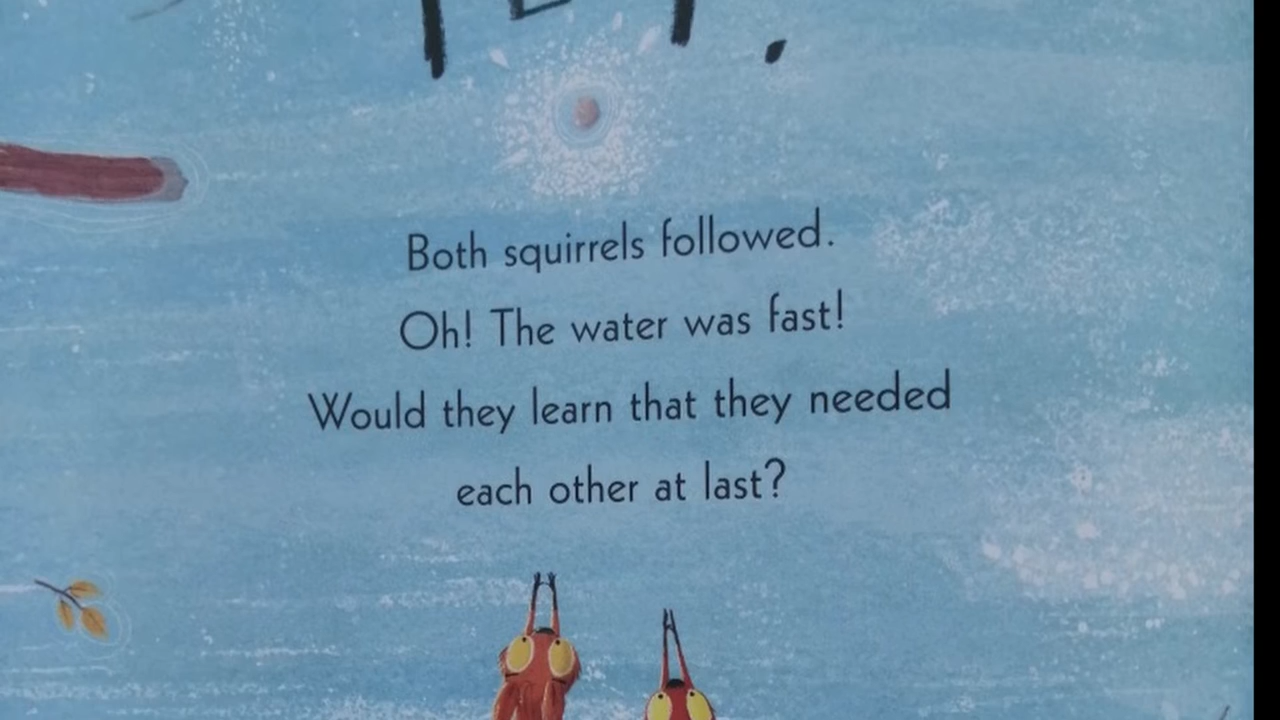 Both squirrels followed.
Oh! The water was fast!
Would they learn that they needed
each other at last?